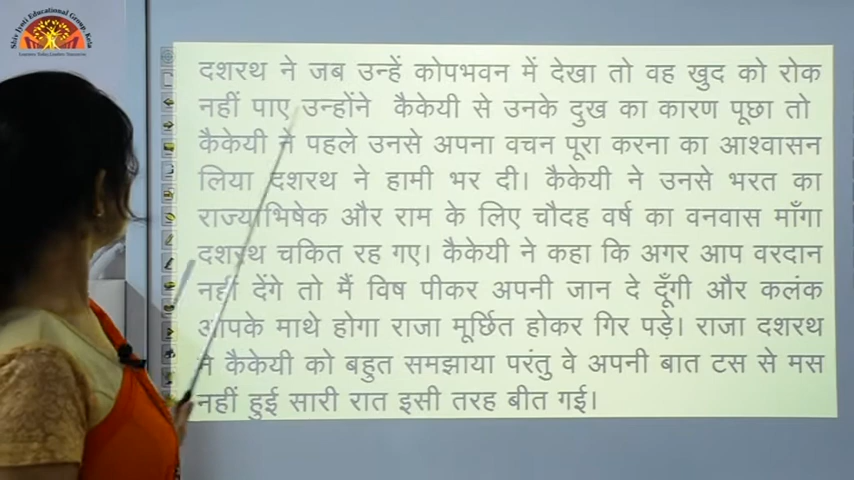 Shiv Jyoti Educational Group, Kota
दशरथ ने जब उन्हें कोपभवन में देखा तो वह खुद को रोक
नहीं पाए उन्होंने कैकेयी से उनके दुख का कारण पूछा तो
कैकेयी ने पहले उनसे अपना वचन पूरा करना का आश्वासन
लिया दशरथ ने हामी भर दी। कैकेयी ने उनसे भरत का
राज्याभिषेक और राम के लिए चौदह वर्ष का वनवास माँगा
दशरथ चकित रह गए। कैकेयी ने कहा कि अगर आप वरदान
नहीं देंगे तो मैं विष पीकर अपनी जान दे दूँगी और कलंक
आपके माथे होगा राजा मूर्छित होकर गिर पड़े। राजा दशरथ
ने कैकेयी को बहुत समझाया परंतु वे अपनी बात टस से मस
नहीं हुई सारी रात इसी तरह बीत गई।